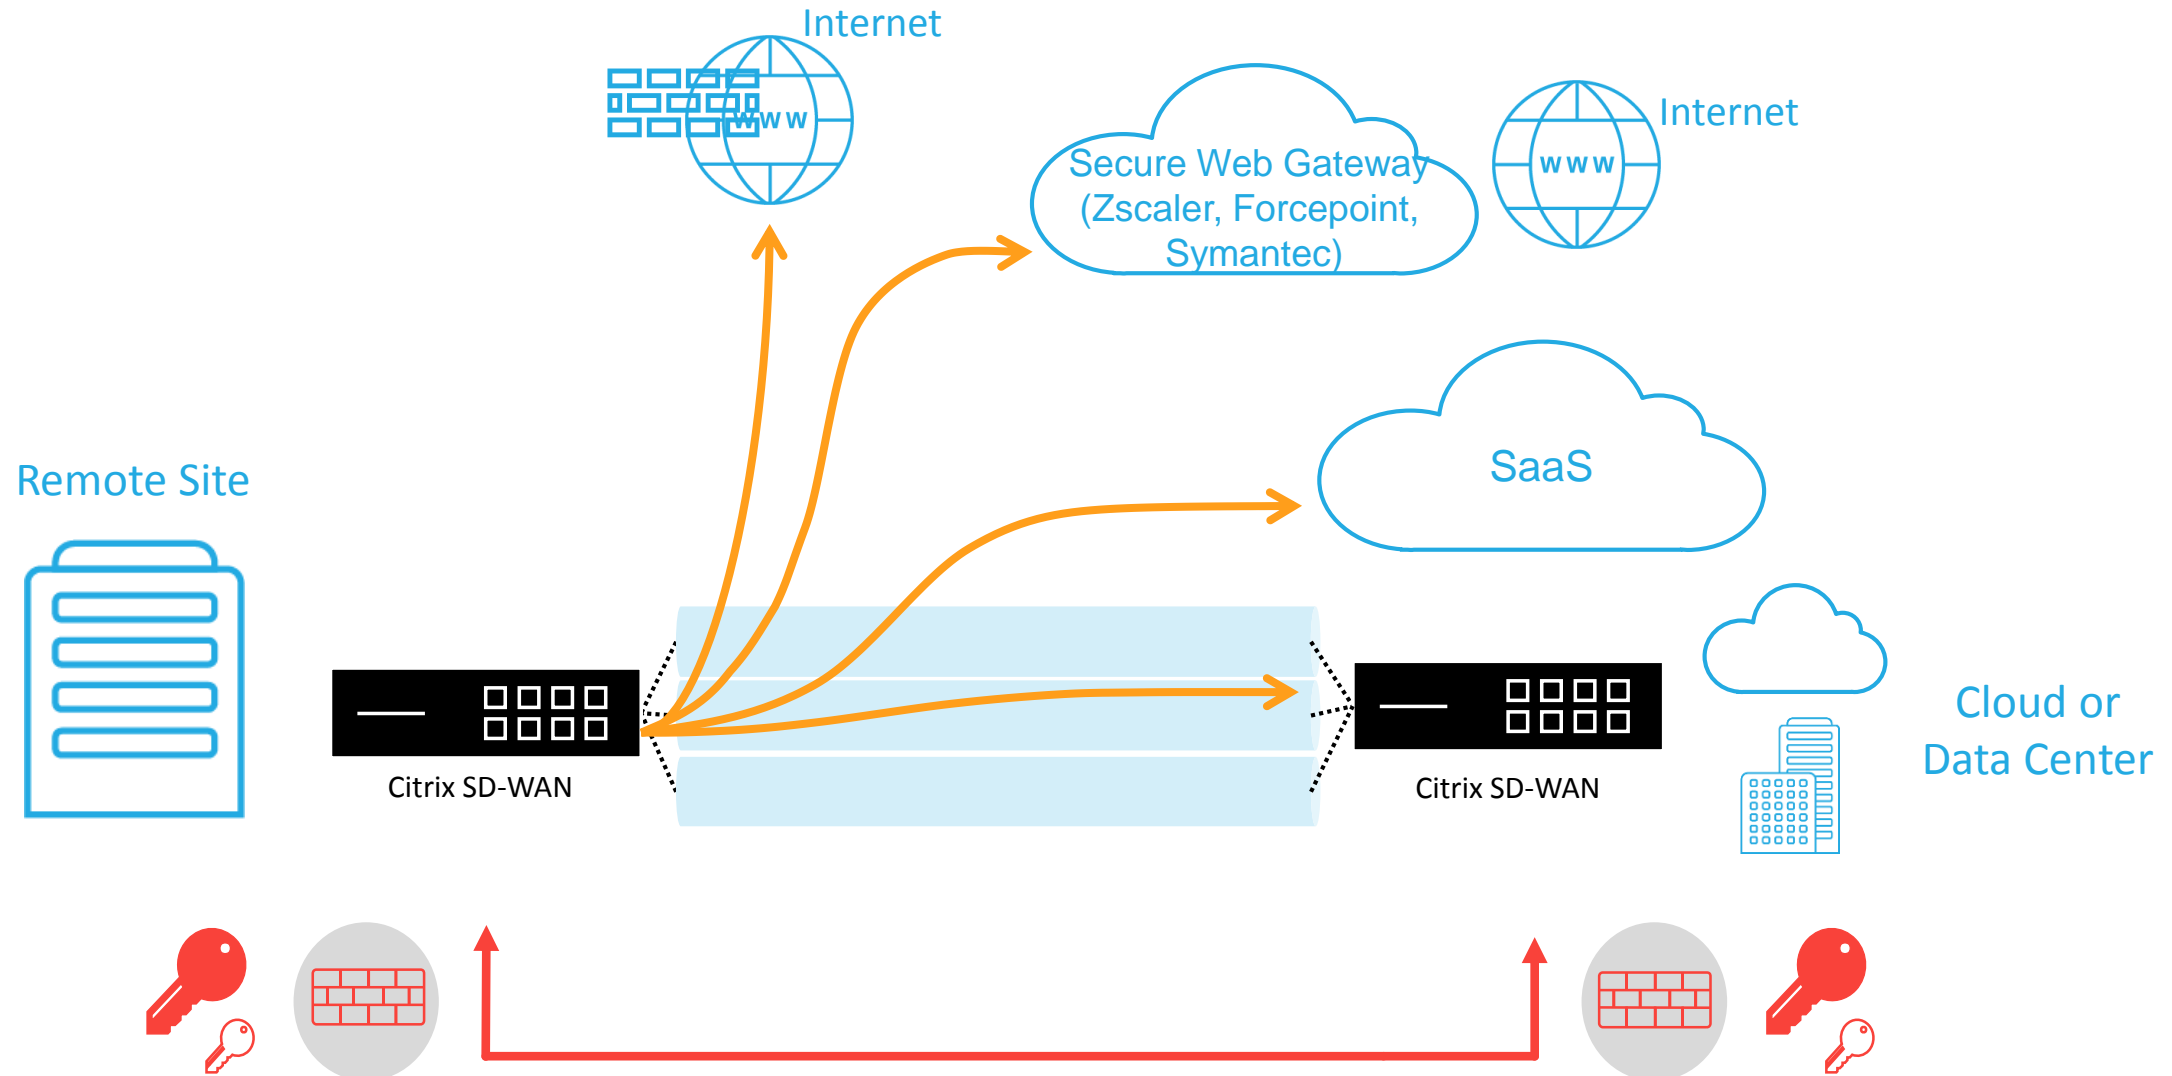 Internet
WWW
Internet
WWW
Secure Web Gateway
(Zscaler, Forcepoint,
Symantec)
SaaS
Remote Site
Citrix SD-WAN
Citrix SD-WAN
Cloud or
Data Center